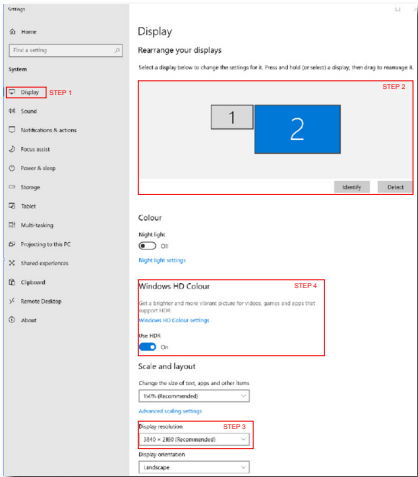 Settings
Home
Find a setting
System
Display STEP 1
Sound
Notifications & actions
Focus assist
Power & sleep
Storage
Tablet
Multi-tasking
Projecting to this PC
Shared experiences
Clipboard
Remote Desktop
About
Display
Rearrange your displays
Select a display below to change the settings for it. Press and hold (or select) a display, then drag to rearrange it.
STEP 2
1
2
Identify Detect
Colour
Night light
Off
Night light settings
Windows HD Colour STEP 4
Get a brighter and more vibrant picture for videos, games and apps that
support HDR.
Windows HD Colour settings
Use HDR
On
Scale and layout
Change the size of text, apps and other items
150% (Recommended)
Advanced scaling settings
Display resolution STEP 3
3840 × 2160 (Recommended)
Display orientation
Landscape